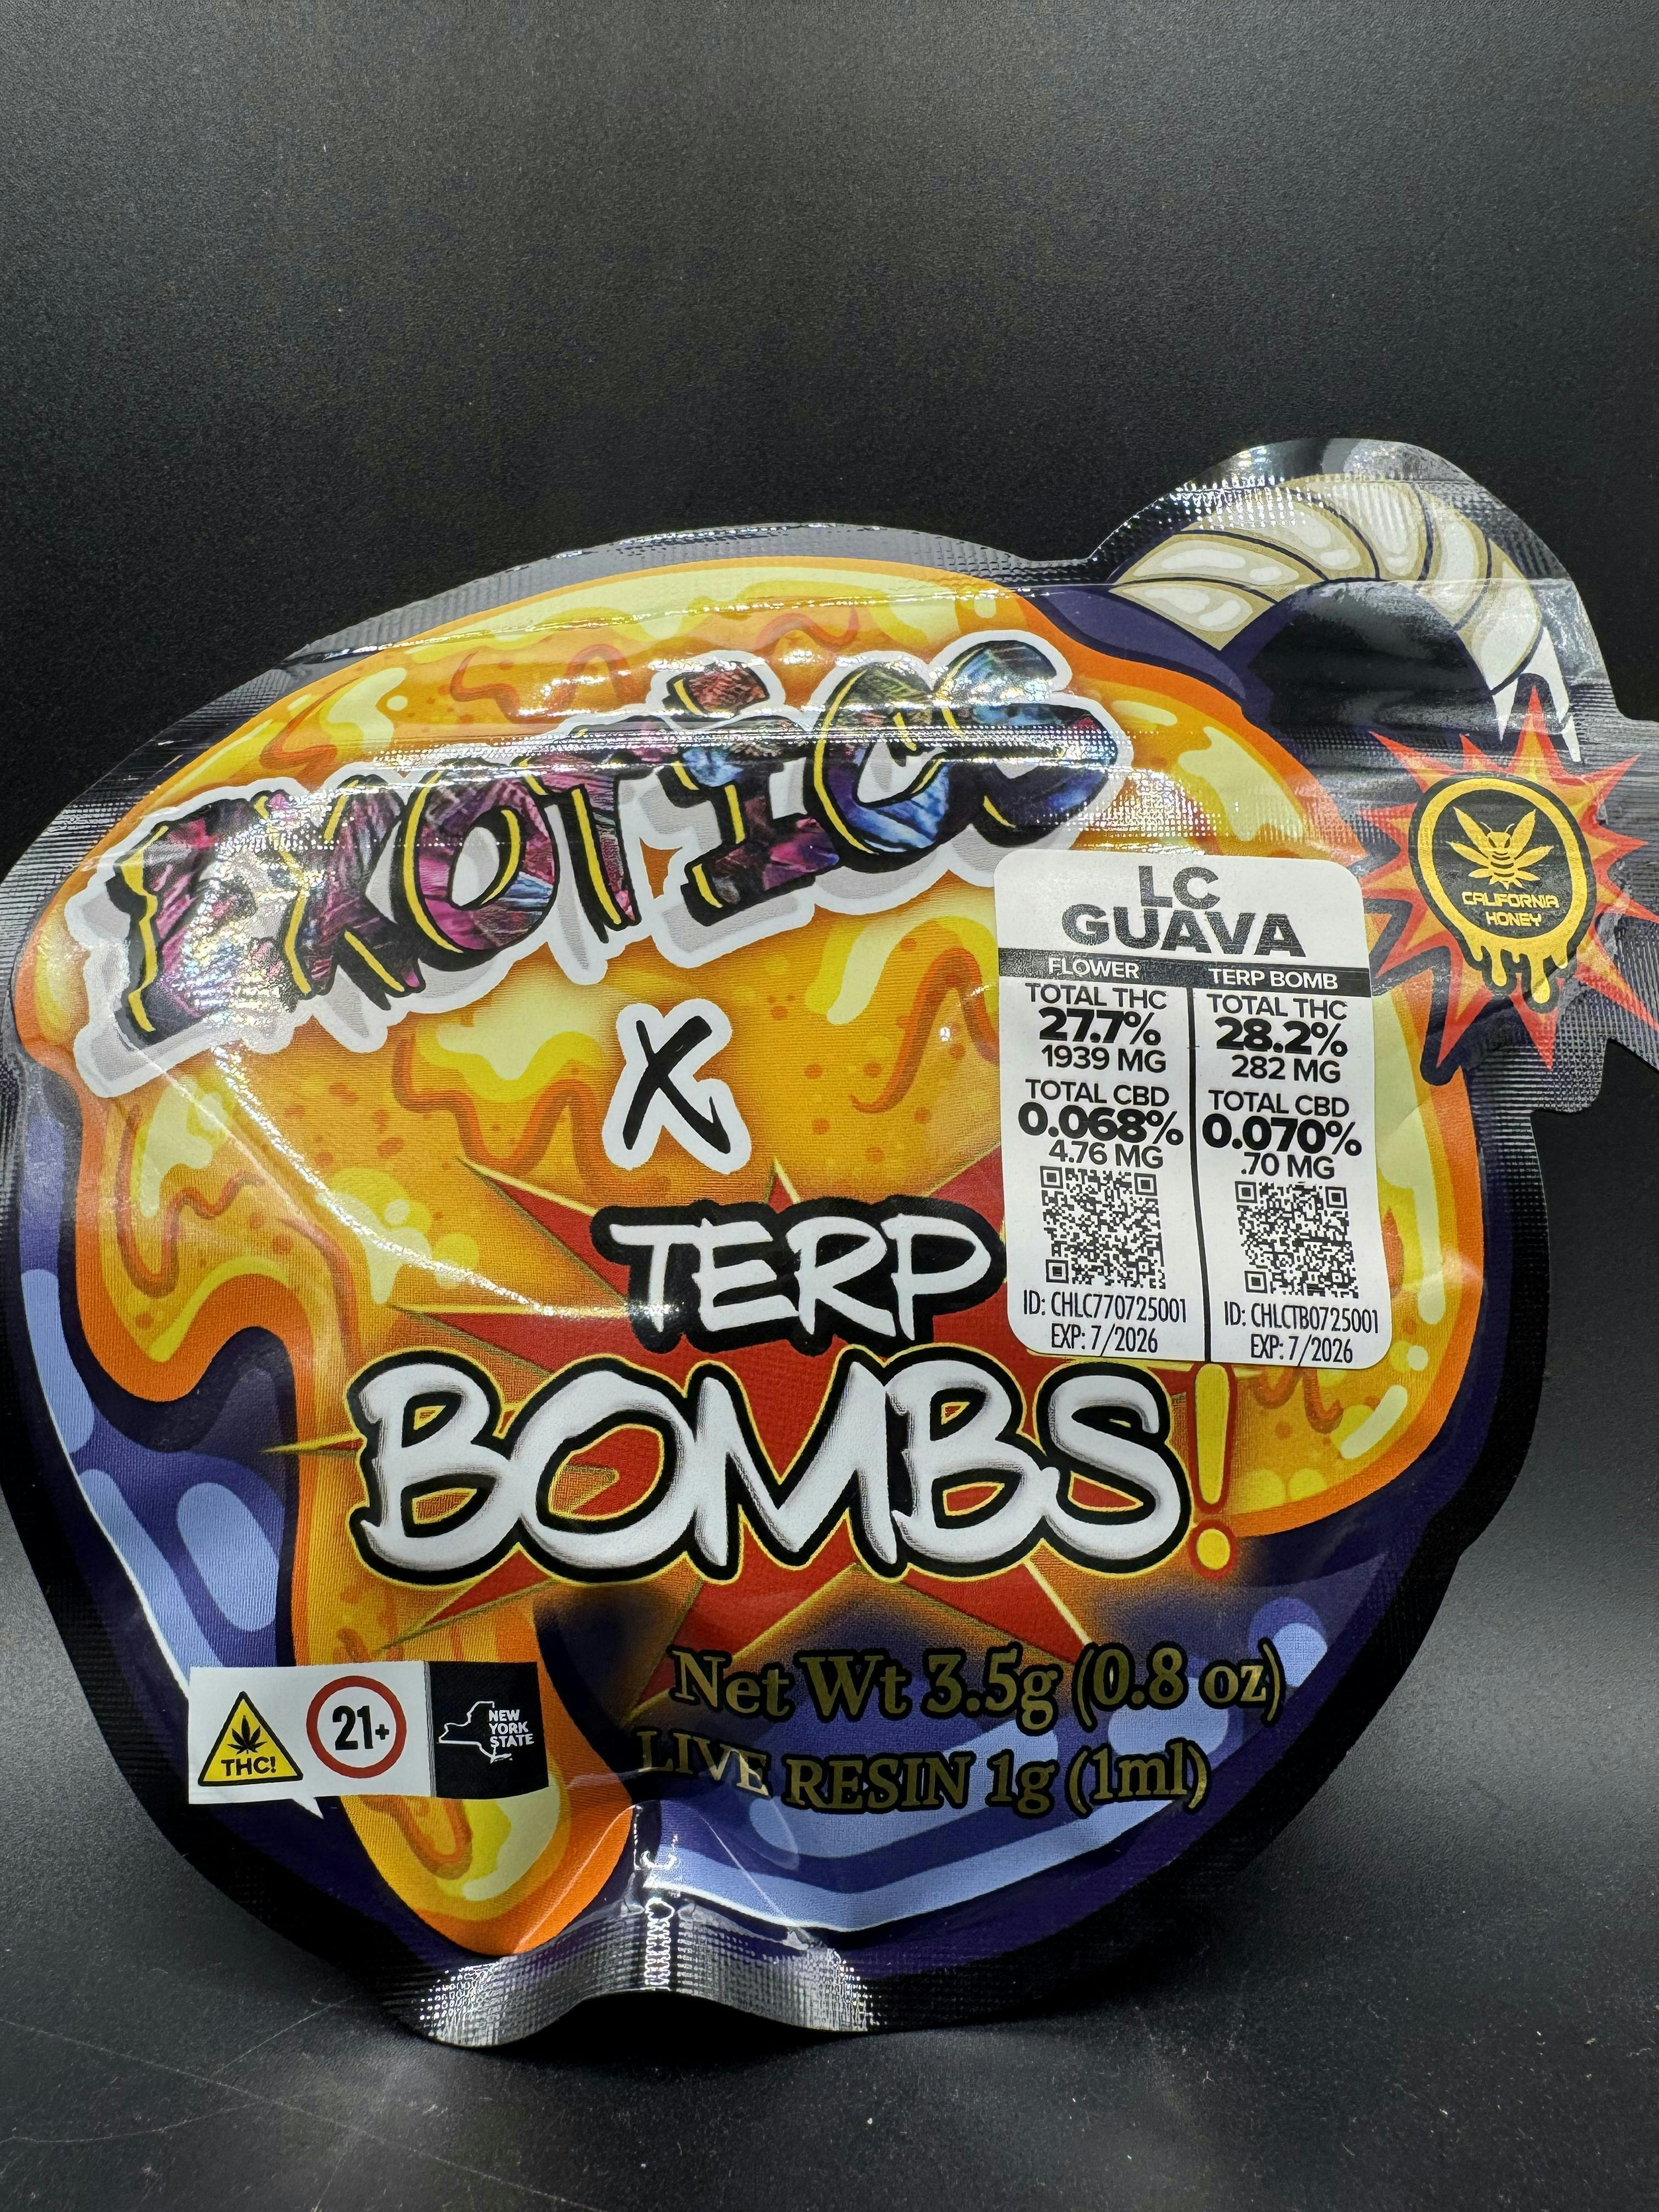 EXOTICS
X
TERP
BOMBS!
LC
GUAVA
FLOWER
TOTAL THC
27.7%
1939 MG
TOTAL CBD
0.068%
4.76 MG
ID: CHLC770725001
EXP: 7/2026
TERP BOMB
TOTAL THC
28.2%
282 MG
TOTAL CBD
0.070%
.70 MG
ID: CHLCTB0725001
EXP: 7/2026
CALIFORNIA
HONEY
Net Wt 3.5g (0.8 oz)
LIVE RESIN 1g (1ml)
THC!
21+
NEW
YORK
STATE